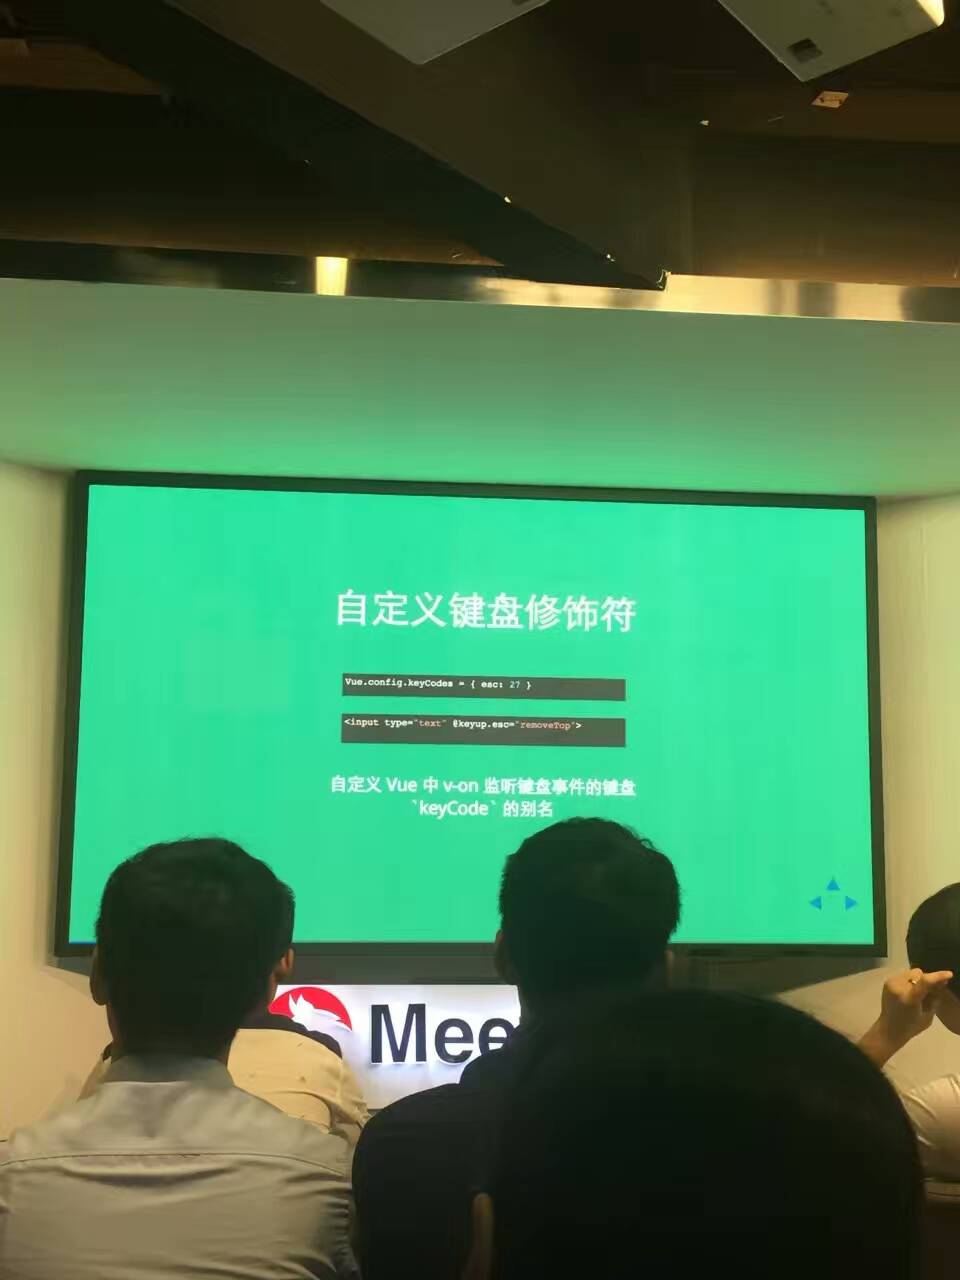 自定义键盘修饰符
Vue.config.keyCodes = { esc: 27 }
<input type="text" @keyup.esc="removeTop">
自定义 Vue 中 v-on 监听键盘事件的键盘
`keyCode` 的别名
Mee